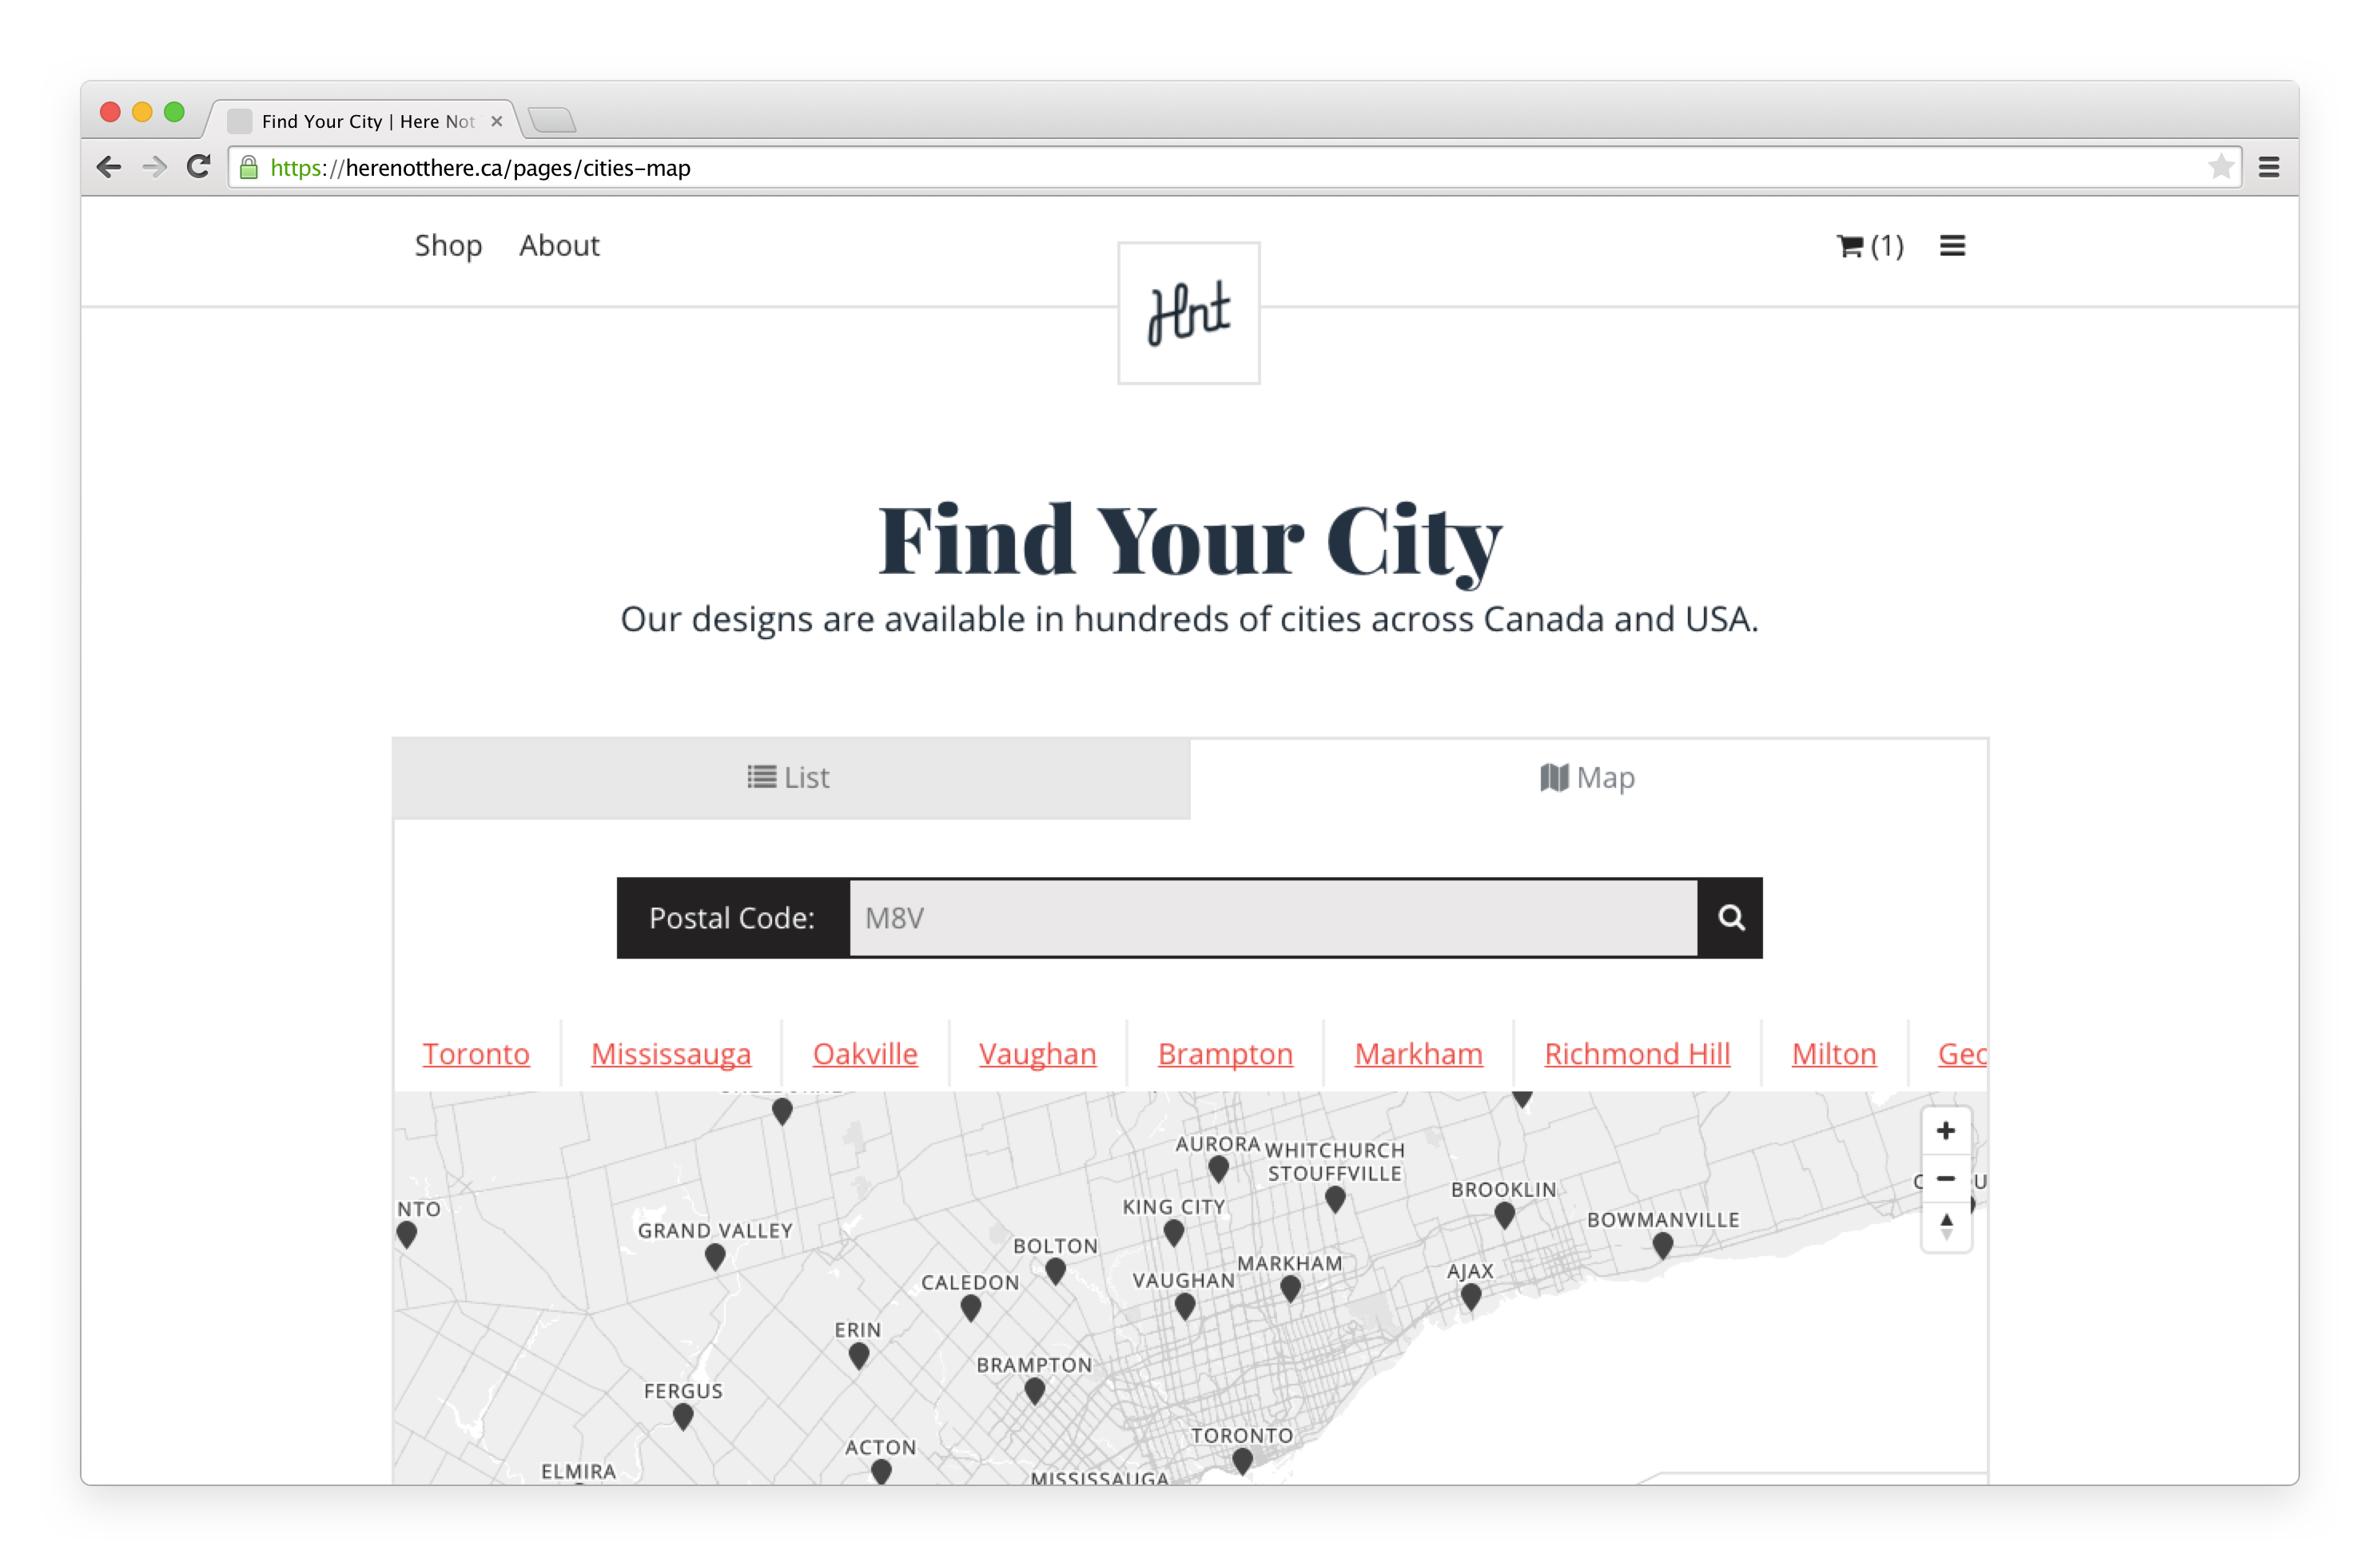 Find Your City | Here Not
https://herenotthere.ca/pages/cities-map
Shop About
(1)
Hnt
Find Your City
Our designs are available in hundreds of cities across Canada and USA.
List
Map
Postal Code: M8V
Toronto Mississauga Oakville Vaughan Brampton Markham Richmond Hill Milton Geo
AURORA
WHITCHURCH
STOUFFVILLE
BROOKLIN
KING CITY
NTO
BOWMANVILLE
GRAND VALLEY
BOLTON
MARKHAM
AJAX
VAUGHAN
CALEDON
ERIN
BRAMPTON
FERGUS
TORONTO
ACTON
ELMIRA
MISSISSAUGA